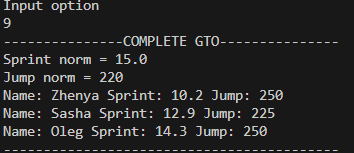 Input option
9
---------------COMPLETE GTO---------------
Sprint norm = 15.0
Jump norm = 220
Name: Zhenya Sprint: 10.2 Jump: 250
Name: Sasha Sprint: 12.9 Jump: 225
Name: Oleg Sprint: 14.3 Jump: 250
------------------------------------------